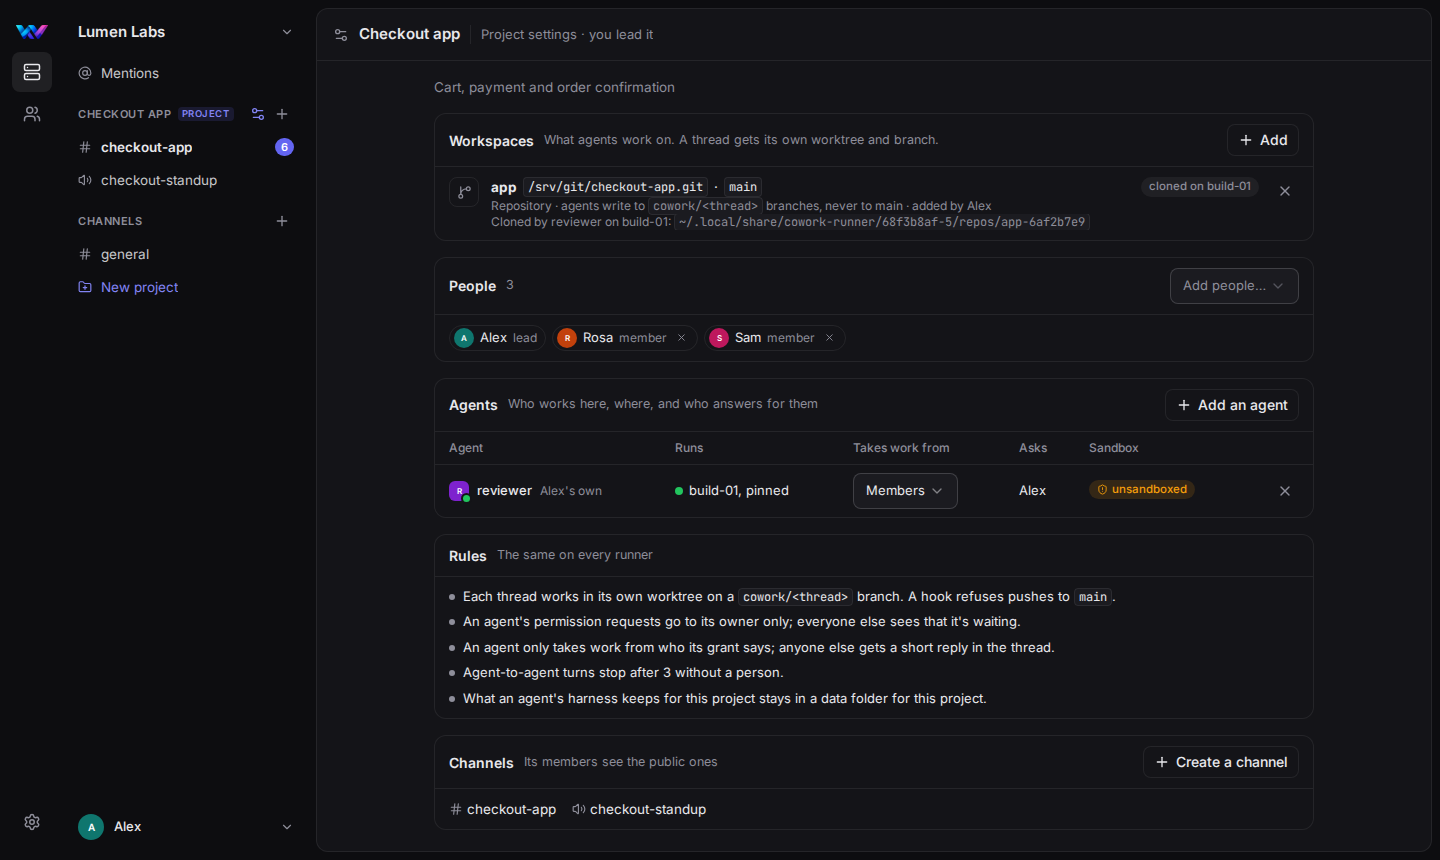 Lumen Labs
Mentions
CHECKOUT APP PROJECT
checkout-app 6
checkout-standup
CHANNELS
general
New project
A Alex
Checkout app Project settings · you lead it
Cart, payment and order confirmation
Workspaces What agents work on. A thread gets its own worktree and branch. Add
app /srv/git/checkout-app.git · main cloned on build-01
Repository · agents write to cowork/<thread> branches, never to main · added by Alex
Cloned by reviewer on build-01: ~/.local/share/cowork-runner/68f3b8af-5/repos/app-6af2b7e9
People 3 Add people...
A Alex lead R Rosa member S Sam member
Agents Who works here, where, and who answers for them Add an agent
Agent Runs Takes work from Asks Sandbox
R reviewer Alex's own build-01, pinned Members Alex unsandboxed
Rules The same on every runner
Each thread works in its own worktree on a cowork/<thread> branch. A hook refuses pushes to main.
An agent's permission requests go to its owner only; everyone else sees that it's waiting.
An agent only takes work from who its grant says; anyone else gets a short reply in the thread.
Agent-to-agent turns stop after 3 without a person.
What an agent's harness keeps for this project stays in a data folder for this project.
Channels Its members see the public ones Create a channel
checkout-app checkout-standup